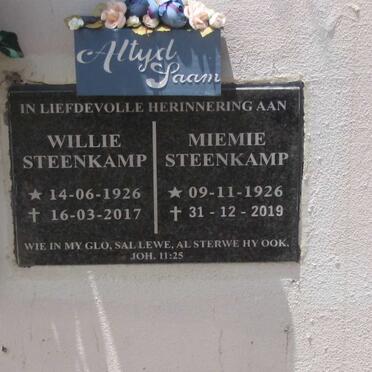 Altyd
Saam
IN LIEFDEVOLLE HERINNERING AAN
WILLIE
STEENKAMP
★ 14-06-1926
✝ 16-03-2017
MIEMIE
STEENKAMP
★ 09-11-1926
✝ 31-12-2019
WIE IN MY GLO, SAL LEWE, AL STERWE HY OOK.
JOH. 11:25